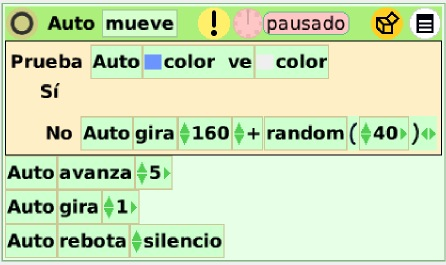 Auto mueve ! pausado
Prueba Auto color ve color
Sí
No Auto gira 160 + random ( 40 )
Auto avanza 5
Auto gira 1
Auto rebota silencio